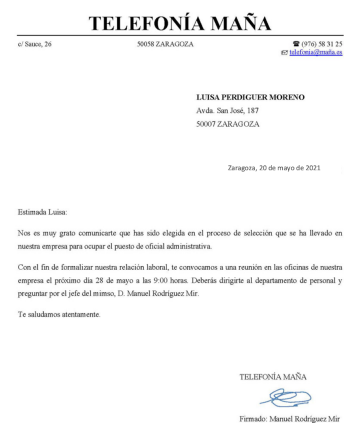 TELEFONÍA MAÑA
c/ Sauce, 26 50058 ZARAGOZA ☎ (976) 58 31 25
✉ telefonia@maña.es
LUISA PERDIGUER MORENO
Avda. San José, 187
50007 ZARAGOZA
Zaragoza, 20 de mayo de 2021
Estimada Luisa:
Nos es muy grato comunicarte que has sido elegida en el proceso de selección que se ha llevado en
nuestra empresa para ocupar el puesto de oficial administrativa.
Con el fin de formalizar nuestra relación laboral, te convocamos a una reunión en las oficinas de nuestra
empresa el próximo día 28 de mayo a las 9:00 horas. Deberás dirigirte al departamento de personal y
preguntar por el jefe del mimso, D. Manuel Rodríguez Mir.
Te saludamos atentamente.
TELEFONÍA MAÑA
Firmado: Manuel Rodríguez Mir